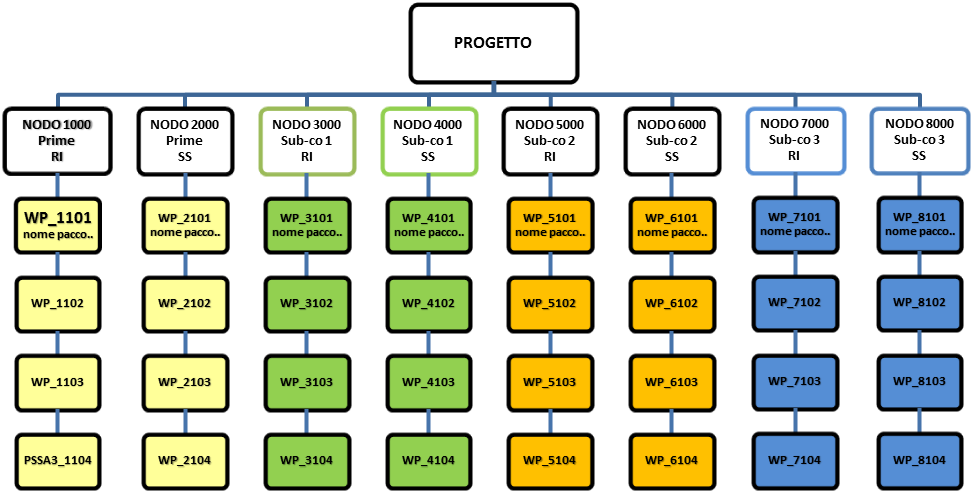 PROGETTO
NODO 1000
Prime
RI
NODO 2000
Prime
SS
NODO 3000
Sub-co 1
RI
NODO 4000
Sub-co 1
SS
NODO 5000
Sub-co 2
RI
NODO 6000
Sub-co 2
SS
NODO 7000
Sub-co 3
RI
NODO 8000
Sub-co 3
SS
WP_1101
nome pacco..
WP_2101
nome pacco..
WP_3101
nome pacco..
WP_4101
nome pacco..
WP_5101
nome pacco..
WP_6101
nome pacco..
WP_7101
nome pacco..
WP_8101
nome pacco..
WP_1102
WP_2102
WP_3102
WP_4102
WP_5102
WP_6102
WP_7102
WP_8102
WP_1103
WP_2103
WP_3103
WP_4103
WP_5103
WP_6103
WP_7103
WP_8103
PSSA3_1104
WP_2104
WP_3104
WP_4104
WP_5104
WP_6104
WP_7104
WP_8104